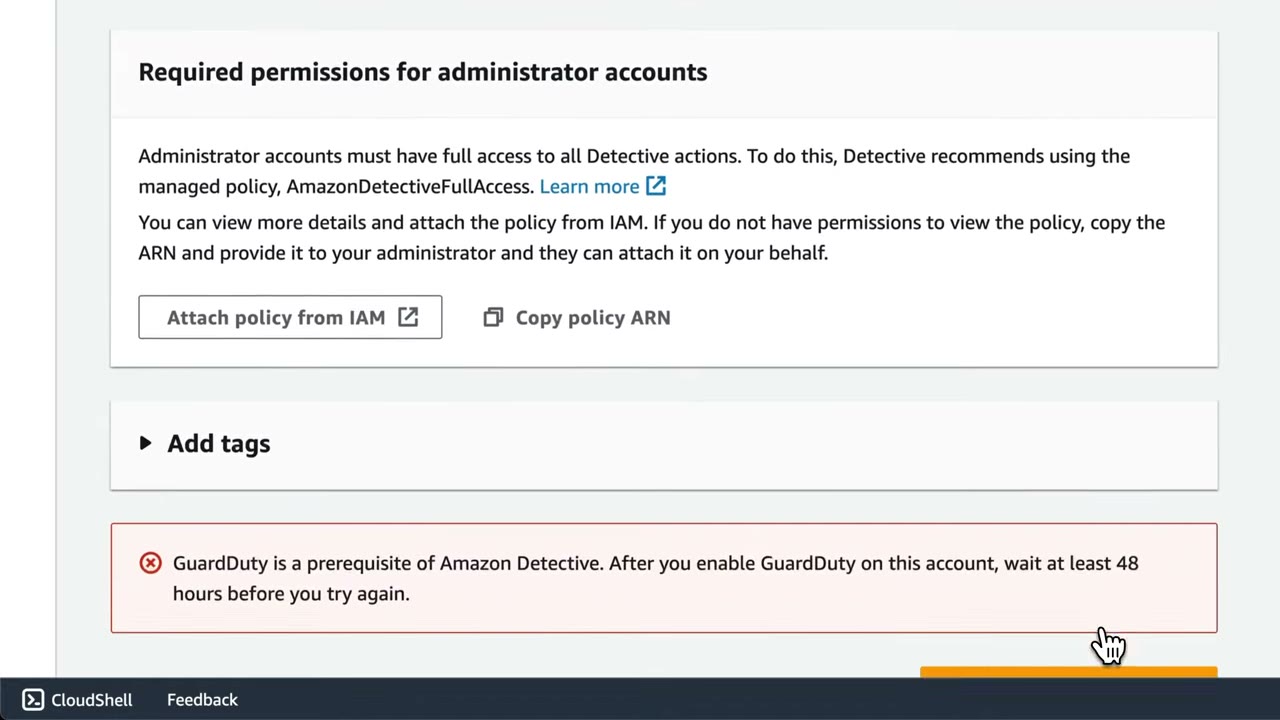 Required permissions for administrator accounts
Administrator accounts must have full access to all Detective actions. To do this, Detective recommends using the
managed policy, AmazonDetectiveFullAccess. Learn more
You can view more details and attach the policy from IAM. If you do not have permissions to view the policy, copy the
ARN and provide it to your administrator and they can attach it on your behalf.
Attach policy from IAM
Copy policy ARN
Add tags
GuardDuty is a prerequisite of Amazon Detective. After you enable GuardDuty on this account, wait at least 48
hours before you try again.
CloudShell
Feedback